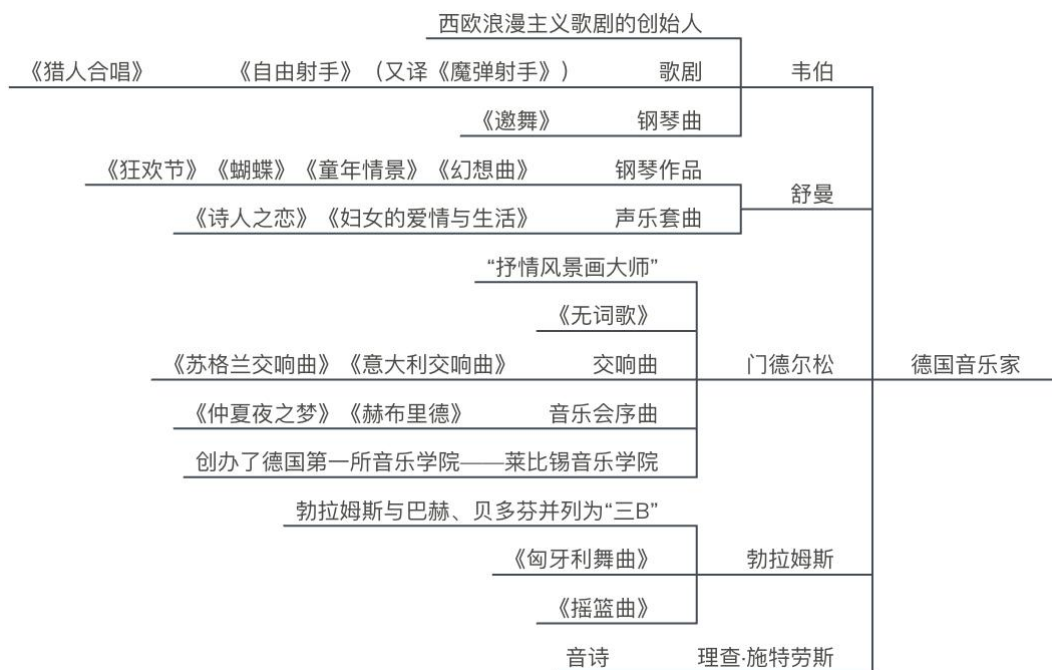 西欧浪漫主义歌剧的创始人
《猎人合唱》 《自由射手》（又译《魔弹射手》） 歌剧 韦伯
《邀舞》 钢琴曲
《狂欢节》《蝴蝶》《童年情景》《幻想曲》 钢琴作品
舒曼
《诗人之恋》《妇女的爱情与生活》 声乐套曲
“抒情风景画大师”
《无词歌》
《苏格兰交响曲》《意大利交响曲》 交响曲 门德尔松 德国音乐家
《仲夏夜之梦》《赫布里德》 音乐会序曲
创办了德国第一所音乐学院——莱比锡音乐学院
勃拉姆斯与巴赫、贝多芬并列为“三B”
《匈牙利舞曲》 勃拉姆斯
《摇篮曲》
音诗 理查·施特劳斯